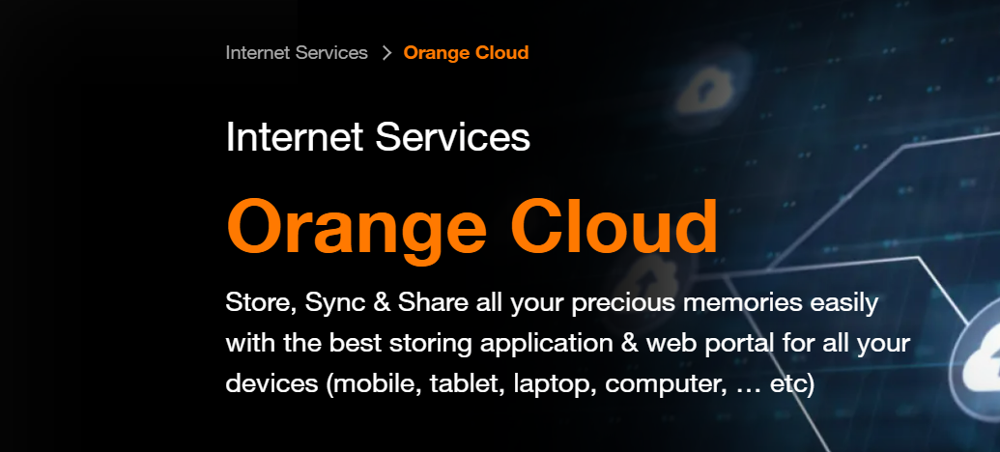 Internet Services > Orange Cloud
Internet Services
Orange Cloud
Store, Sync & Share all your precious memories easily
with the best storing application & web portal for all your
devices (mobile, tablet, laptop, computer, … etc)